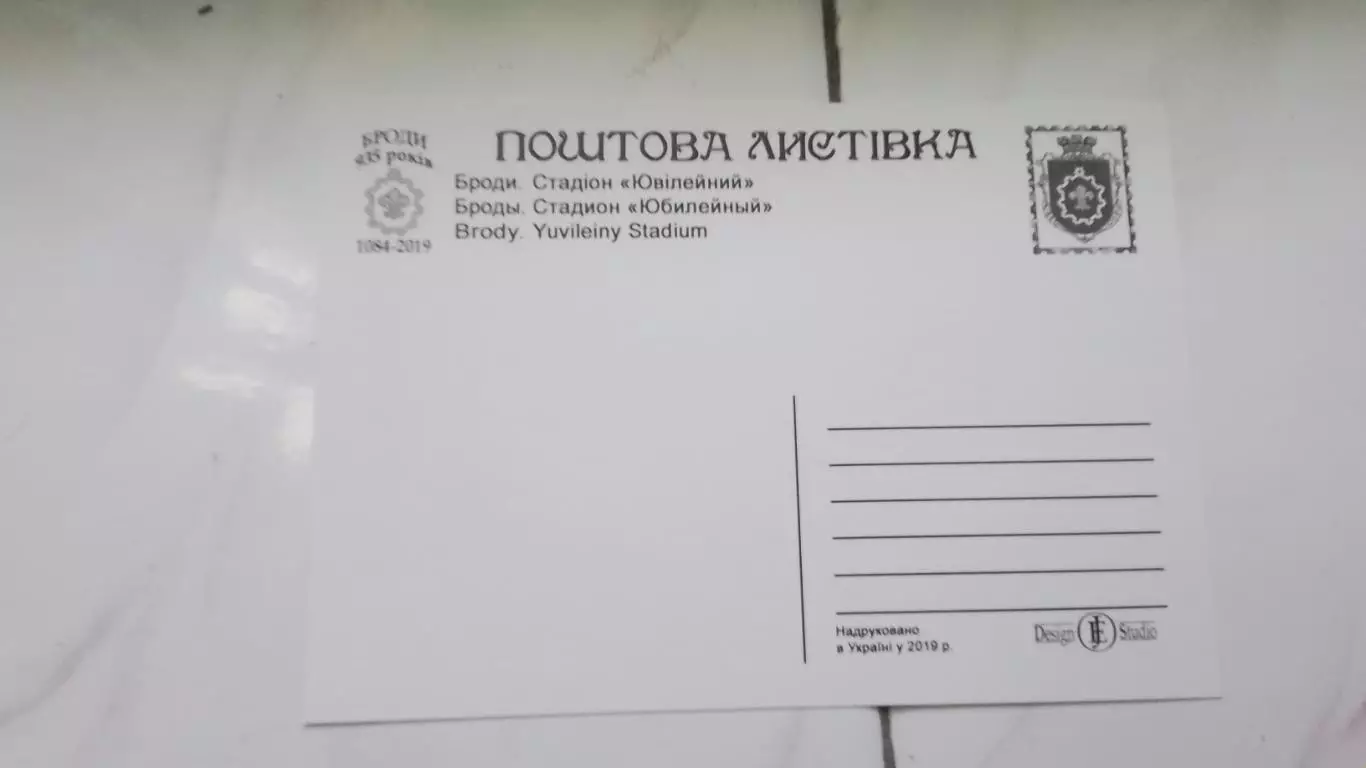 БРОДИ
935 років
1084-2019
ПОШТОВА ЛИСТІВКА
Броди. Стадіон «Ювілейний»
Броды. Стадион «Юбилейный»
Brody. Yuvileiny Stadium
Надруковано
в Україні у 2019 р.
Design Studio